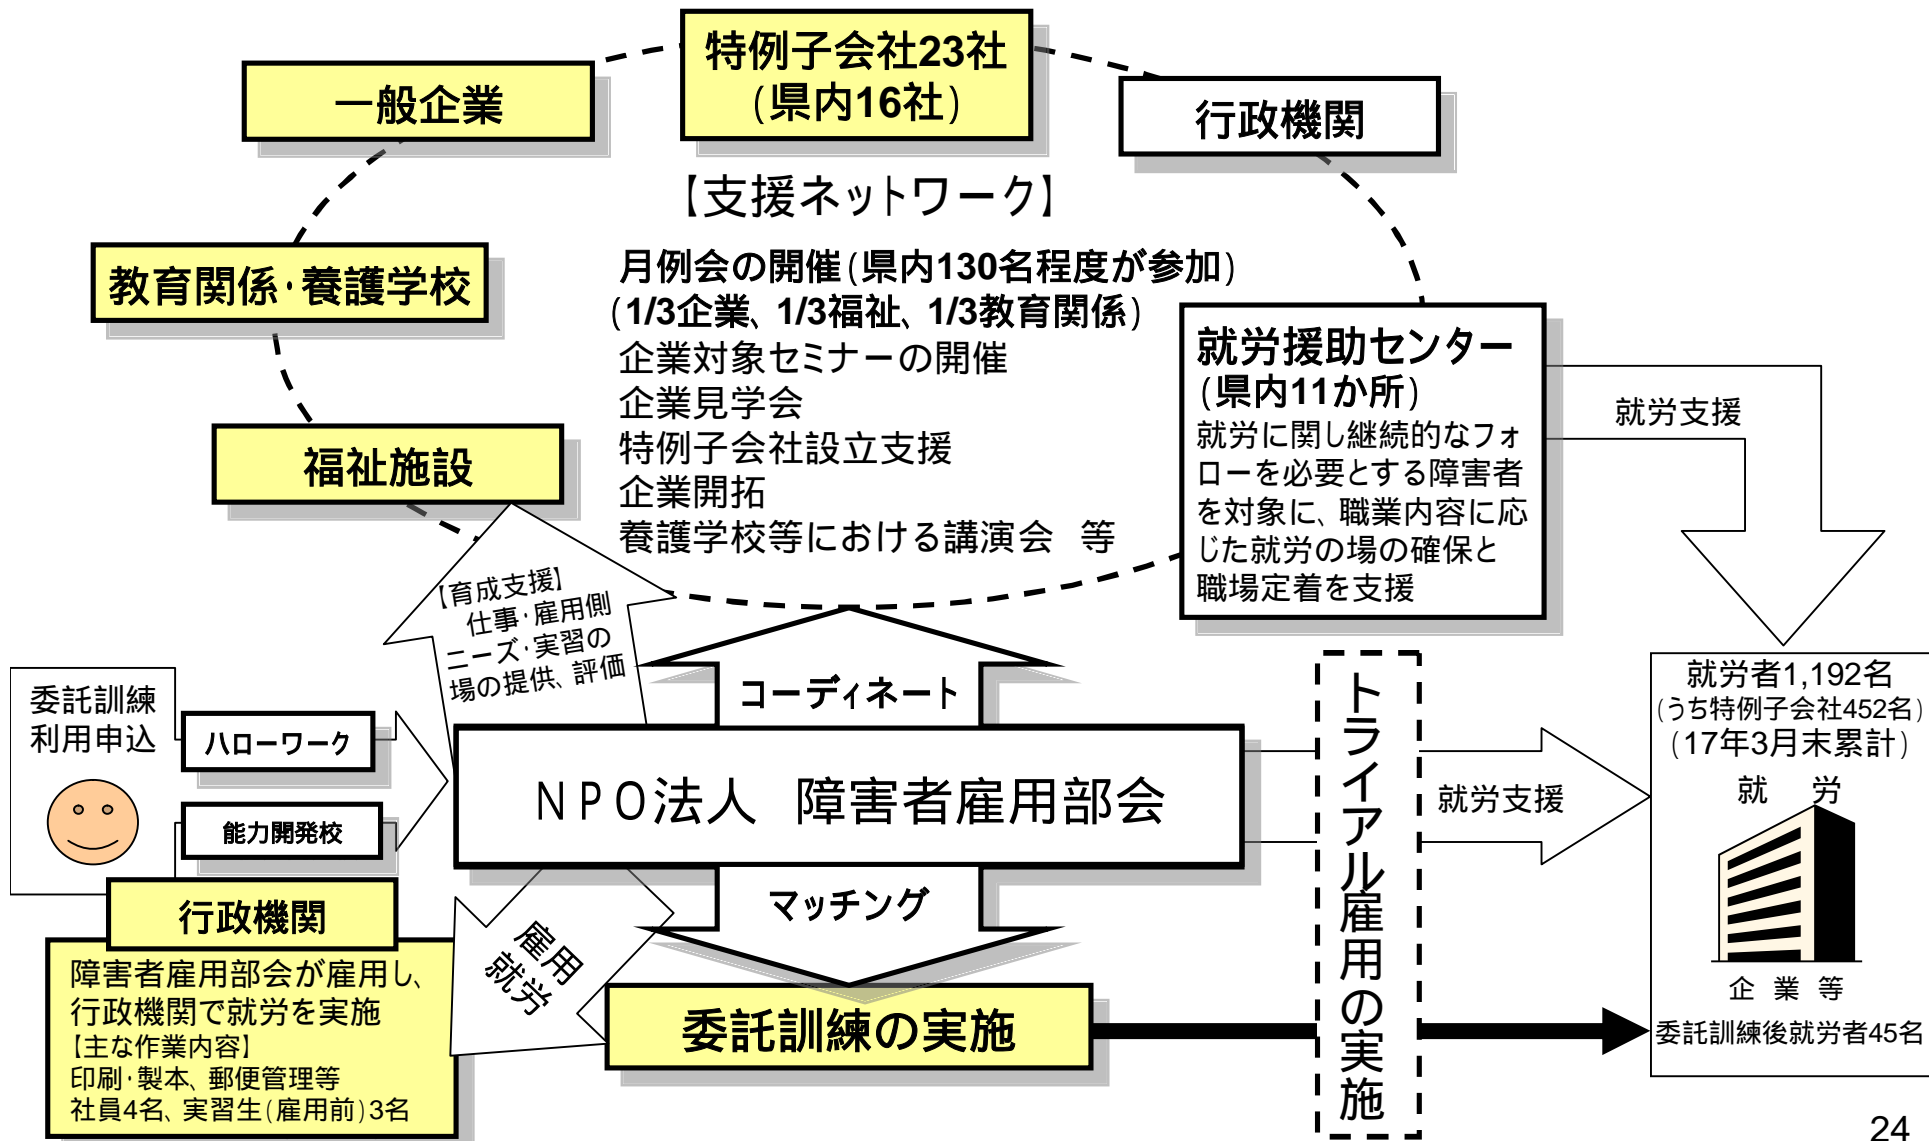 特例子会社23社
(県内16社)
一般企業
行政機関
【支援ネットワーク】
教育関係・養護学校
月例会の開催(県内130名程度が参加)
(1/3企業、1/3福祉、1/3教育関係)
企業対象セミナーの開催
企業見学会
特例子会社設立支援
企業開拓
養護学校等における講演会　等
福祉施設
就労援助センター
(県内11か所)
就労に関し継続的なフォ
ローを必要とする障害者
を対象に、職業内容に応
じた就労の場の確保と
職場定着を支援
就労支援
【育成支援】
仕事・雇用側
ニーズ・実習の
場の提供、評価
コーディネート
委託訓練
利用申込
ハローワーク
能力開発校
NPO法人　障害者雇用部会
マッチング
雇用
就労
トライアル雇用の実施
就労支援
就労者1,192名
(うち特例子会社452名)
(17年3月末累計)
就　労
企 業 等
委託訓練後就労者45名
行政機関
障害者雇用部会が雇用し、
行政機関で就労を実施
【主な作業内容】
印刷・製本、郵便管理等
社員4名、実習生(雇用前)3名
委託訓練の実施
24